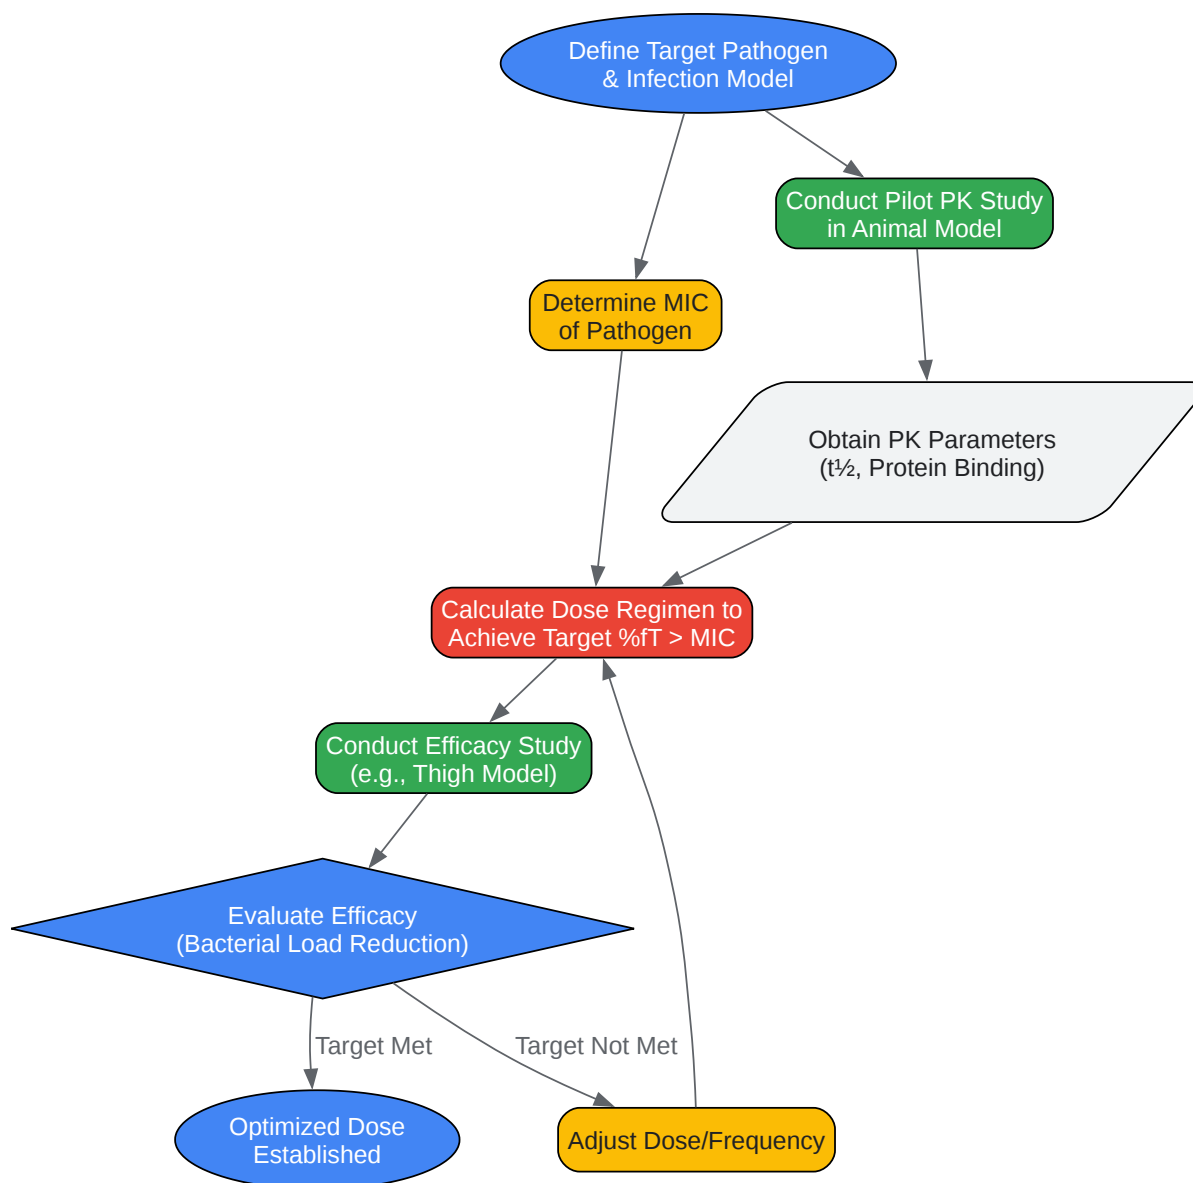 Define Target Pathogen
& Infection Model
Conduct Pilot PK Study
in Animal Model
Determine MIC
of Pathogen
Obtain PK Parameters
(t½, Protein Binding)
Calculate Dose Regimen to
Achieve Target %fT > MIC
Conduct Efficacy Study
(e.g., Thigh Model)
Evaluate Efficacy
(Bacterial Load Reduction)
Target Met
Target Not Met
Optimized Dose
Established
Adjust Dose/Frequency